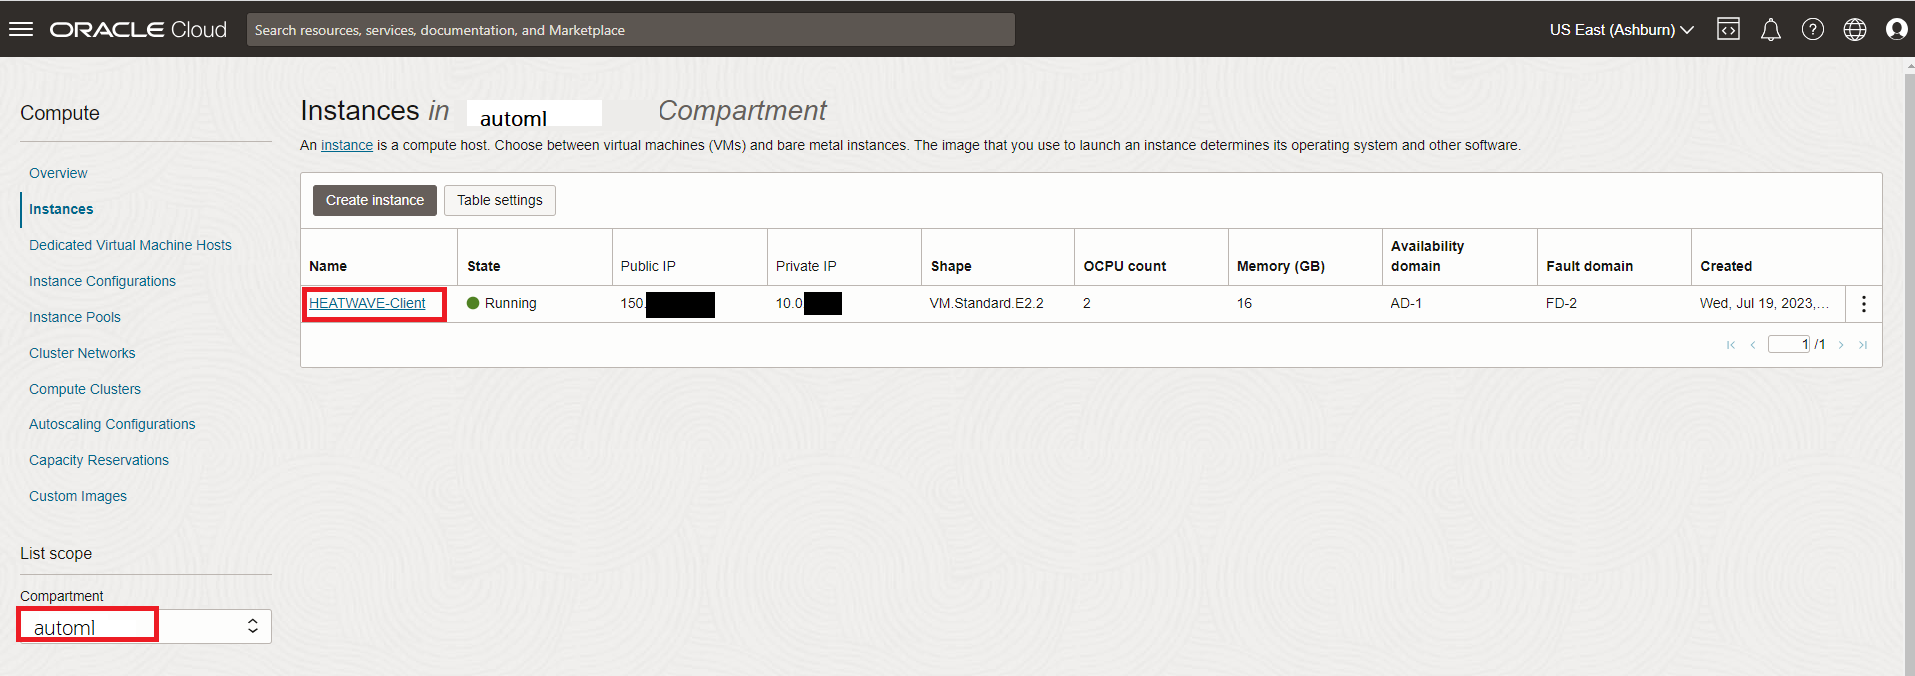 ORACLE Cloud
Search resources, services, documentation, and Marketplace
US East (Ashburn)
Compute
Overview
Instances
Dedicated Virtual Machine Hosts
Instance Configurations
Instance Pools
Cluster Networks
Compute Clusters
Autoscaling Configurations
Capacity Reservations
Custom Images
List scope
Compartment
automl
Instances in automl Compartment
An instance is a compute host. Choose between virtual machines (VMs) and bare metal instances. The image that you use to launch an instance determines its operating system and other software.
Create instance Table settings
Name State Public IP Private IP Shape OCPU count Memory (GB) Availability domain Fault domain Created
HEATWAVE-Client Running 150. 10.0 VM.Standard.E2.2 2 16 AD-1 FD-2 Wed, Jul 19, 2023,...
1 /1